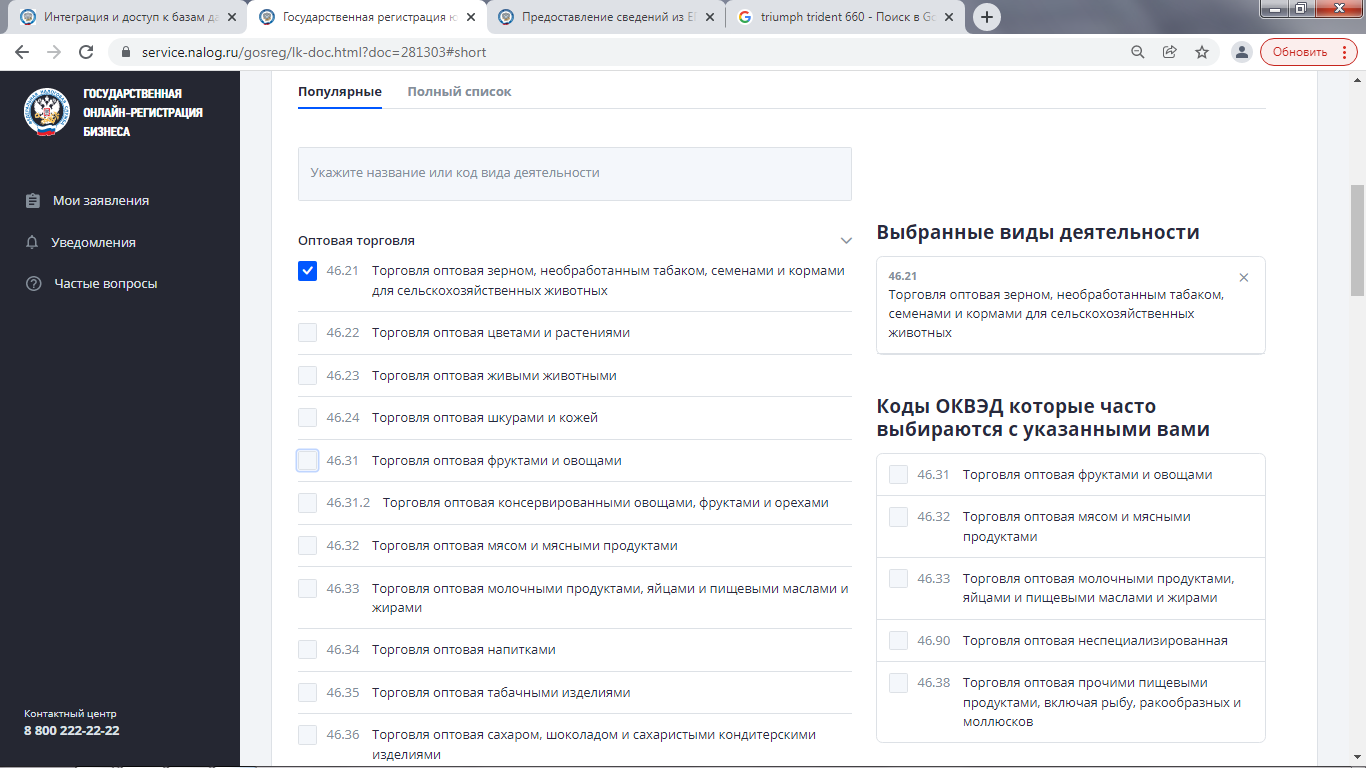 Интеграция и доступ к базам да
Государственная регистрация ю
Предоставление сведений из ЕГ
triumph trident 660 - Поиск в Go
service.nalog.ru/gosreg/lk-doc.html?doc=281303#short
Обновить
ГОСУДАРСТВЕННАЯ
ОНЛАЙН-РЕГИСТРАЦИЯ
БИЗНЕСА
Мои заявления
Уведомления
Частые вопросы
Контактный центр
8 800 222-22-22
Популярные
Полный список
Укажите название или код вида деятельности
Оптовая торговля
46.21 Торговля оптовая зерном, необработанным табаком, семенами и кормами
для сельскохозяйственных животных
46.22 Торговля оптовая цветами и растениями
46.23 Торговля оптовая живыми животными
46.24 Торговля оптовая шкурами и кожей
46.31 Торговля оптовая фруктами и овощами
46.31.2 Торговля оптовая консервированными овощами, фруктами и орехами
46.32 Торговля оптовая мясом и мясными продуктами
46.33 Торговля оптовая молочными продуктами, яйцами и пищевыми маслами и
жирами
46.34 Торговля оптовая напитками
46.35 Торговля оптовая табачными изделиями
46.36 Торговля оптовая сахаром, шоколадом и сахаристыми кондитерскими
изделиями
Выбранные виды деятельности
46.21
Торговля оптовая зерном, необработанным табаком,
семенами и кормами для сельскохозяйственных
животных
Коды ОКВЭД которые часто
выбираются с указанными вами
46.31 Торговля оптовая фруктами и овощами
46.32 Торговля оптовая мясом и мясными
продуктами
46.33 Торговля оптовая молочными продуктами,
яйцами и пищевыми маслами и жирами
46.90 Торговля оптовая неспециализированная
46.38 Торговля оптовая прочими пищевыми
продуктами, включая рыбу, ракообразных и
моллюсков